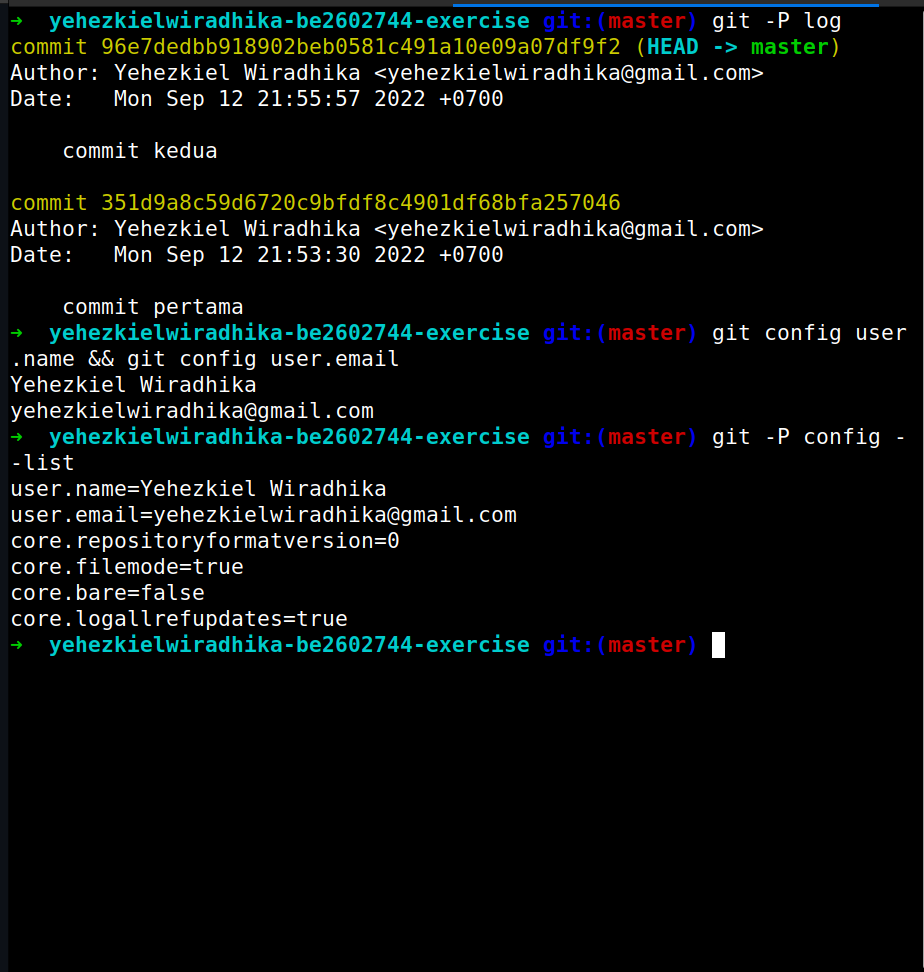 ➜  yehezkielwiradhika-be2602744-exercise git:(master) git -P log
commit 96e7dedbb918902beb0581c491a10e09a07df9f2 (HEAD -> master)
Author: Yehezkiel Wiradhika <yehezkielwiradhika@gmail.com>
Date:   Mon Sep 12 21:55:57 2022 +0700
    commit kedua
commit 351d9a8c59d6720c9bfdf8c4901df68bfa257046
Author: Yehezkiel Wiradhika <yehezkielwiradhika@gmail.com>
Date:   Mon Sep 12 21:53:30 2022 +0700
    commit pertama
➜  yehezkielwiradhika-be2602744-exercise git:(master) git config user
.name && git config user.email
Yehezkiel Wiradhika
yehezkielwiradhika@gmail.com
➜  yehezkielwiradhika-be2602744-exercise git:(master) git -P config -
-list
user.name=Yehezkiel Wiradhika
user.email=yehezkielwiradhika@gmail.com
core.repositoryformatversion=0
core.filemode=true
core.bare=false
core.logallrefupdates=true
➜  yehezkielwiradhika-be2602744-exercise git:(master)